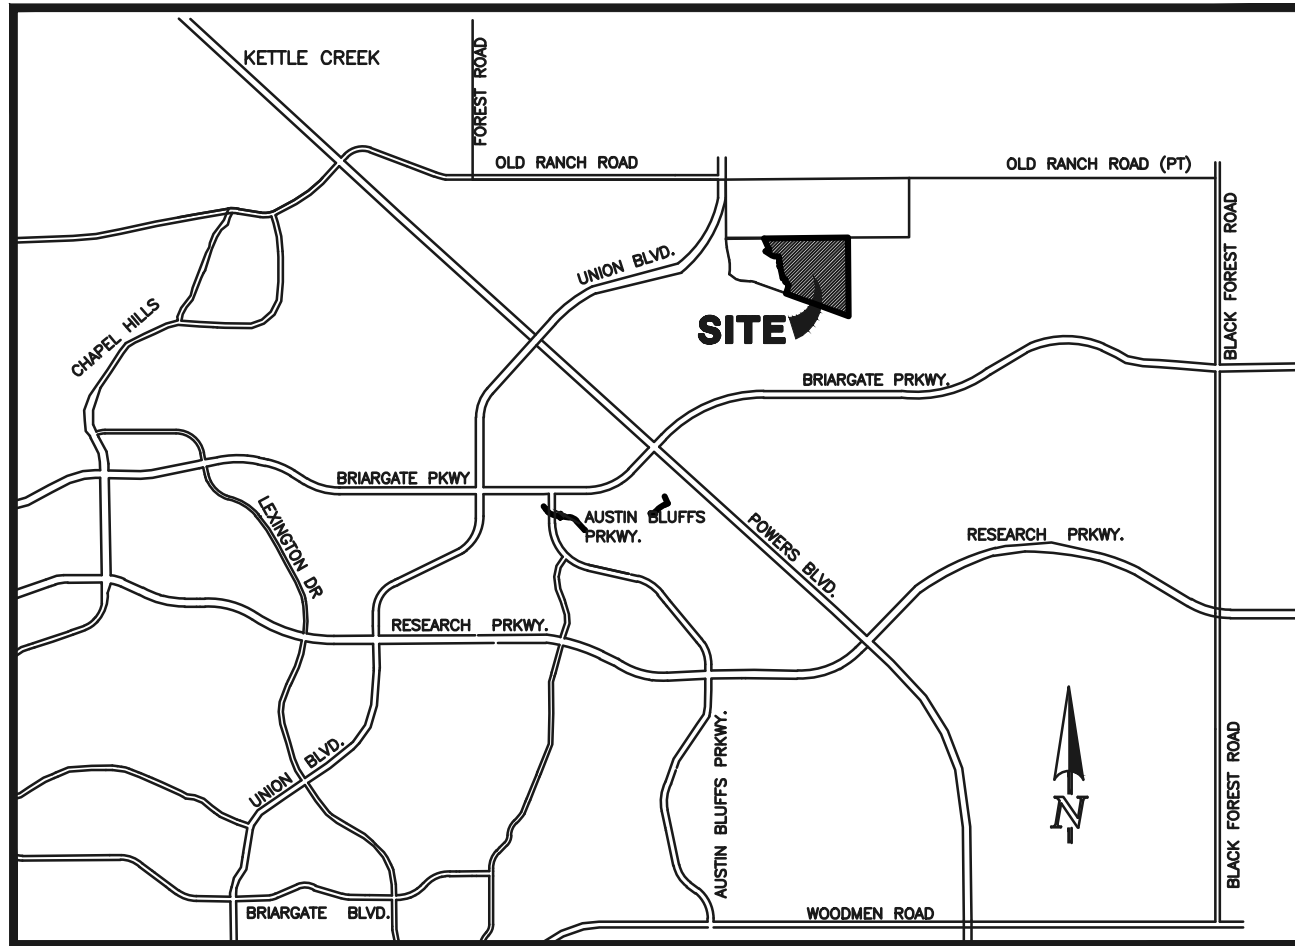 KETTLE CREEK
FOREST ROAD
OLD RANCH ROAD
OLD RANCH ROAD (PT)
BLACK FOREST ROAD
UNION BLVD.
SITE
CHAPEL HILLS
BRIARGATE PRKWY.
BRIARGATE PKWY
LEXINGTON DR
AUSTIN BLUFFS
PRKWY.
POWERS BLVD.
RESEARCH PRKWY.
RESEARCH PRKWY.
UNION BLVD.
AUSTIN BLUFFS PRKWY.
BLACK FOREST ROAD
N
BRIARGATE BLVD.
WOODMEN ROAD